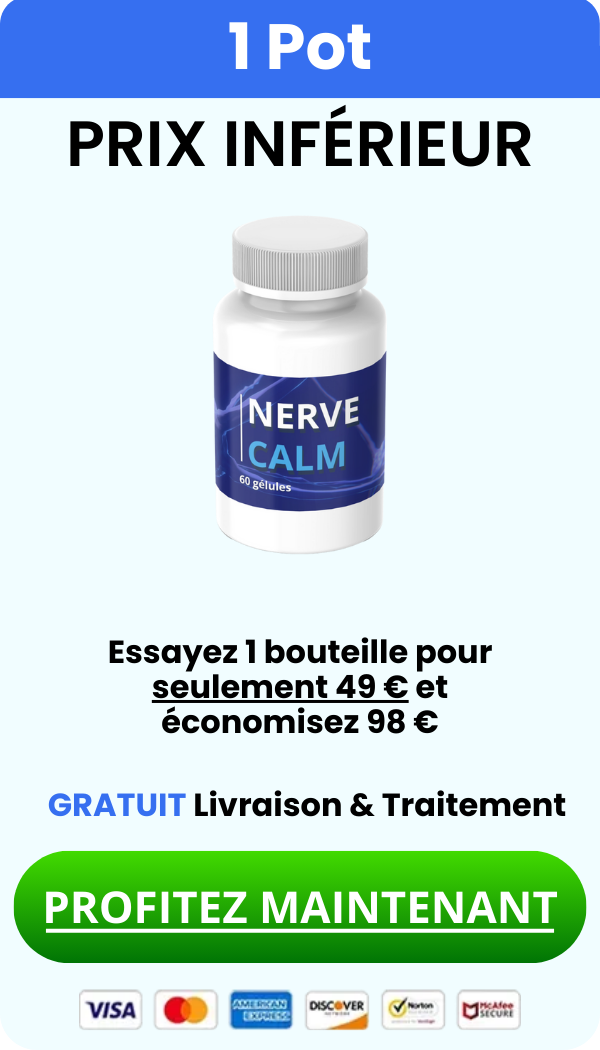 1 Pot
PRIX INFÉRIEUR
NERVE
CALM
60 gélules
Essayez 1 bouteille pour
seulement 49 € et
économisez 98 €
GRATUIT Livraison & Traitement
PROFITEZ MAINTENANT
VISA
AMERICAN
EXPRESS
DISCOVER
NETWORK
Norton
McAfee
SECURE